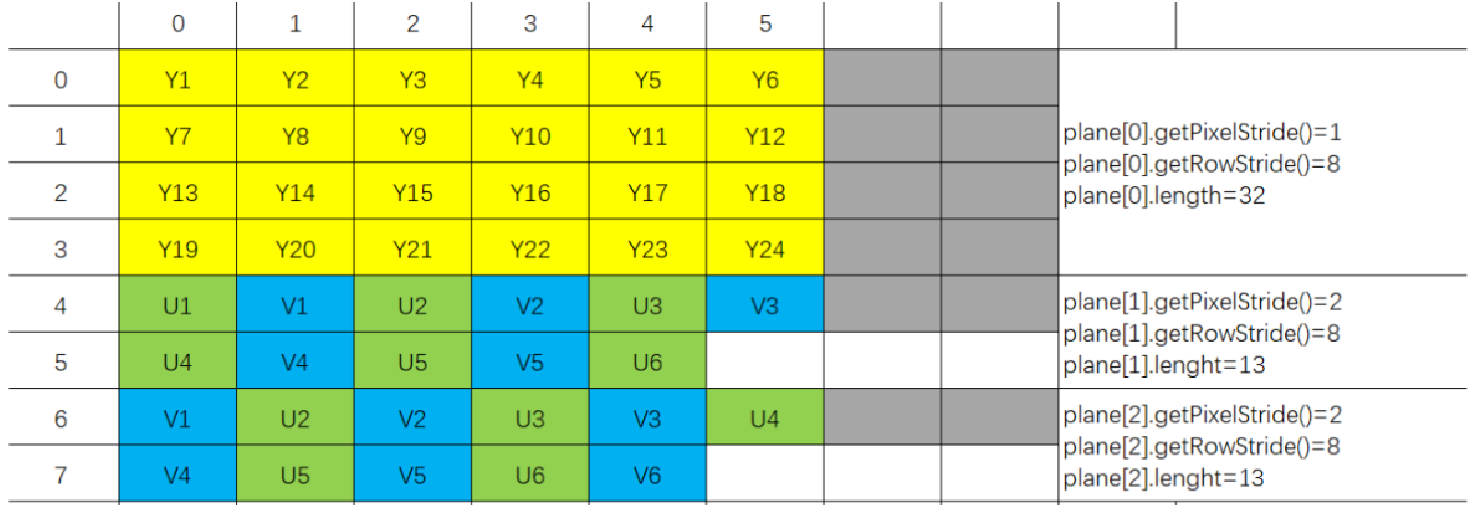 0 1 2 3 4 5
0 Y1 Y2 Y3 Y4 Y5 Y6
1 Y7 Y8 Y9 Y10 Y11 Y12
2 Y13 Y14 Y15 Y16 Y17 Y18
3 Y19 Y20 Y21 Y22 Y23 Y24
plane[0].getPixelStride()=1
plane[0].getRowStride()=8
plane[0].length=32
4 U1 V1 U2 V2 U3 V3
5 U4 V4 U5 V5 U6
plane[1].getPixelStride()=2
plane[1].getRowStride()=8
plane[1].lenght=13
6 V1 U2 V2 U3 V3 U4
7 V4 U5 V5 U6 V6
plane[2].getPixelStride()=2
plane[2].getRowStride()=8
plane[2].lenght=13